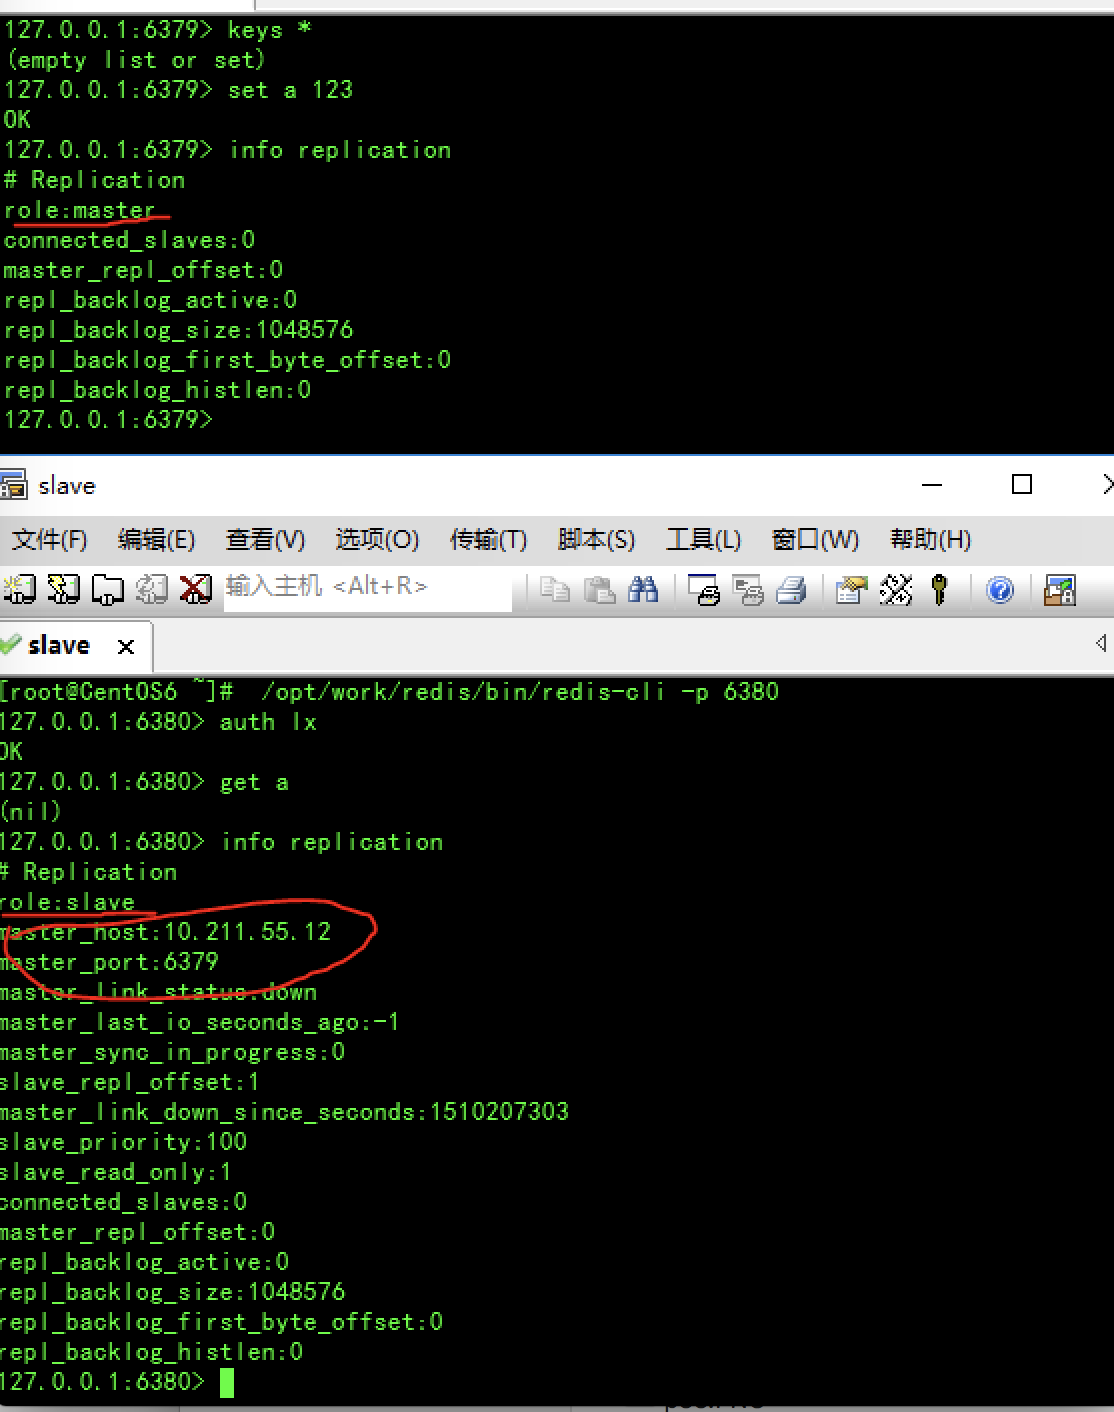 127.0.0.1:6379> keys *
(empty list or set)
127.0.0.1:6379> set a 123
OK
127.0.0.1:6379> info replication
# Replication
role:master
connected_slaves:0
master_repl_offset:0
repl_backlog_active:0
repl_backlog_size:1048576
repl_backlog_first_byte_offset:0
repl_backlog_histlen:0
127.0.0.1:6379>
slave
文件(F) 编辑(E) 查看(V) 选项(O) 传输(T) 脚本(S) 工具(L) 窗口(W) 帮助(H)
输入主机 <Alt+R>
slave
[root@CentOS6 ~]#  /opt/work/redis/bin/redis-cli -p 6380
127.0.0.1:6380> auth lx
OK
127.0.0.1:6380> get a
(nil)
127.0.0.1:6380> info replication
# Replication
role:slave
master_host:10.211.55.12
master_port:6379
master_link_status:down
master_last_io_seconds_ago:-1
master_sync_in_progress:0
slave_repl_offset:1
master_link_down_since_seconds:1510207303
slave_priority:100
slave_read_only:1
connected_slaves:0
master_repl_offset:0
repl_backlog_active:0
repl_backlog_size:1048576
repl_backlog_first_byte_offset:0
repl_backlog_histlen:0
127.0.0.1:6380>